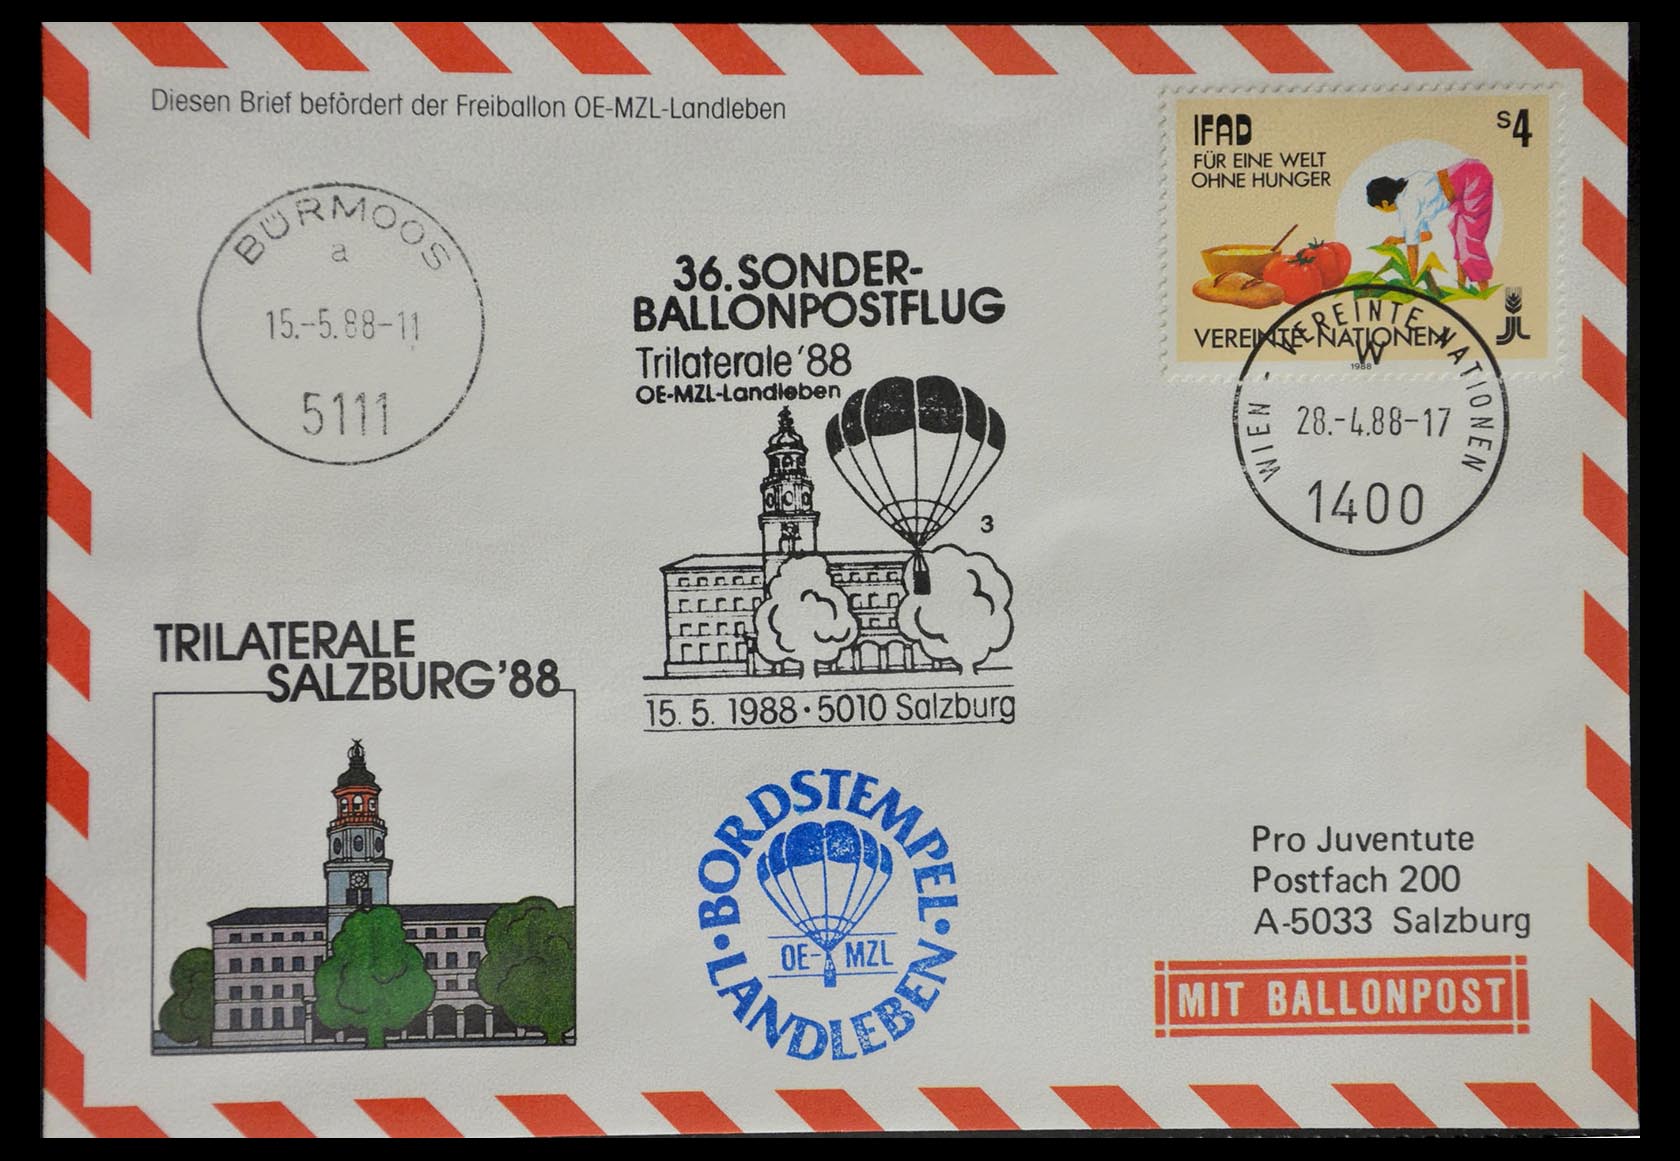 Diesen Brief befördert der Freiballon OE-MZL-Landleben
IFAD
FÜR EINE WELT
OHNE HUNGER
S4
VEREINTE NATIONEN
1988
WIEN - VEREINTE NATIONEN
W
28.-4.88-17
1400
BÜRMOOS
a
15.-5.88-11
5111
36. SONDER-
BALLONPOSTFLUG
Trilaterale '88
OE-MZL-Landleben
3
15. 5. 1988 · 5010 Salzburg
TRILATERALE
SALZBURG '88
· BORDSTEMPEL ·
OE-MZL
LANDLEBEN
Pro Juventute
Postfach 200
A-5033 Salzburg
MIT BALLONPOST